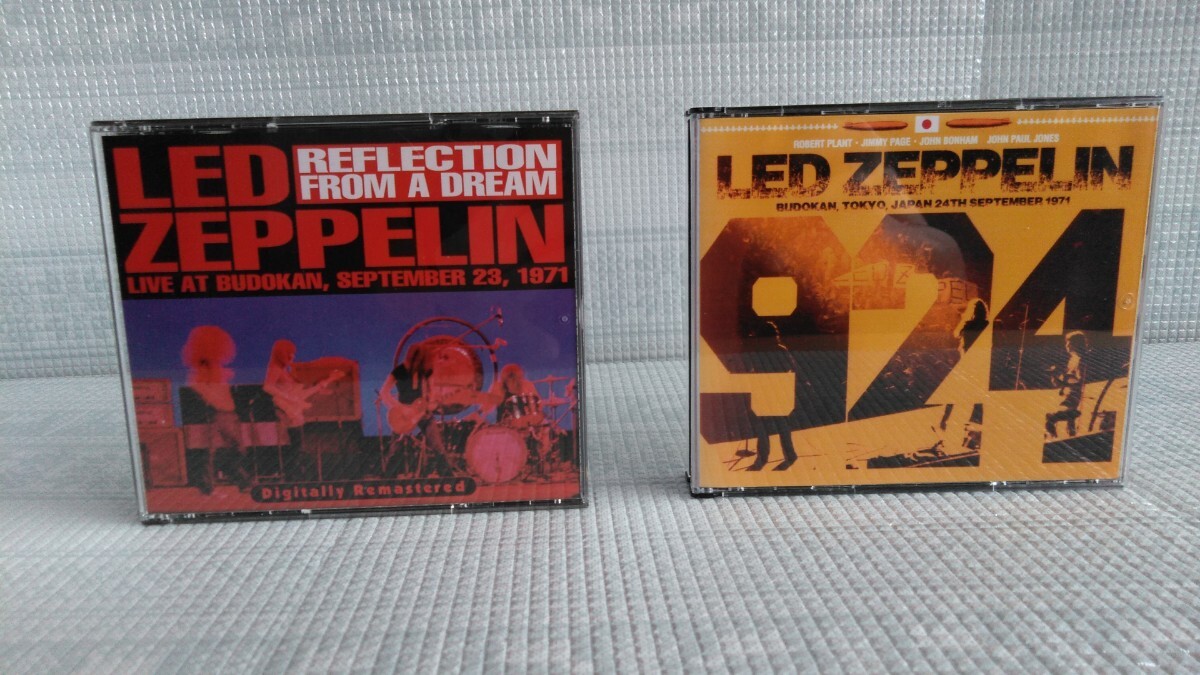 LED
REFLECTION
FROM A DREAM
ZEPPELIN
LIVE AT BUDOKAN, SEPTEMBER 23, 1971
Digitally Remastered
ROBERT PLANT · JIMMY PAGE · JOHN BONHAM JOHN PAUL JONES
LED ZEPPELIN
BUDOKAN, TOKYO, JAPAN 24TH SEPTEMBER 1971
924